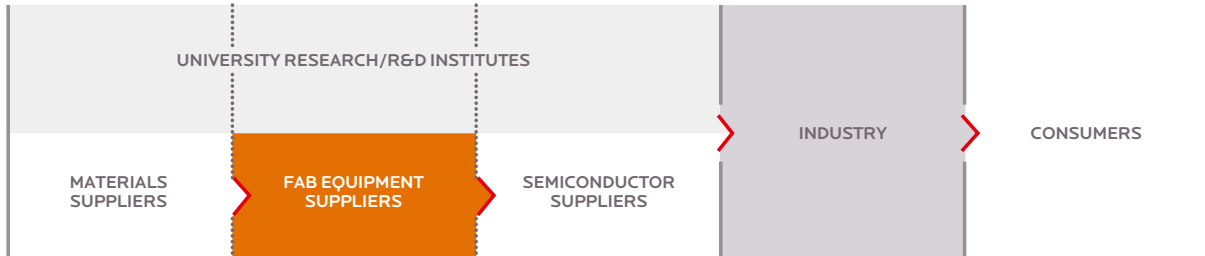 UNIVERSITY RESEARCH/R&D INSTITUTES
INDUSTRY
CONSUMERS
MATERIALS
SUPPLIERS
FAB EQUIPMENT
SUPPLIERS
SEMICONDUCTOR
SUPPLIERS